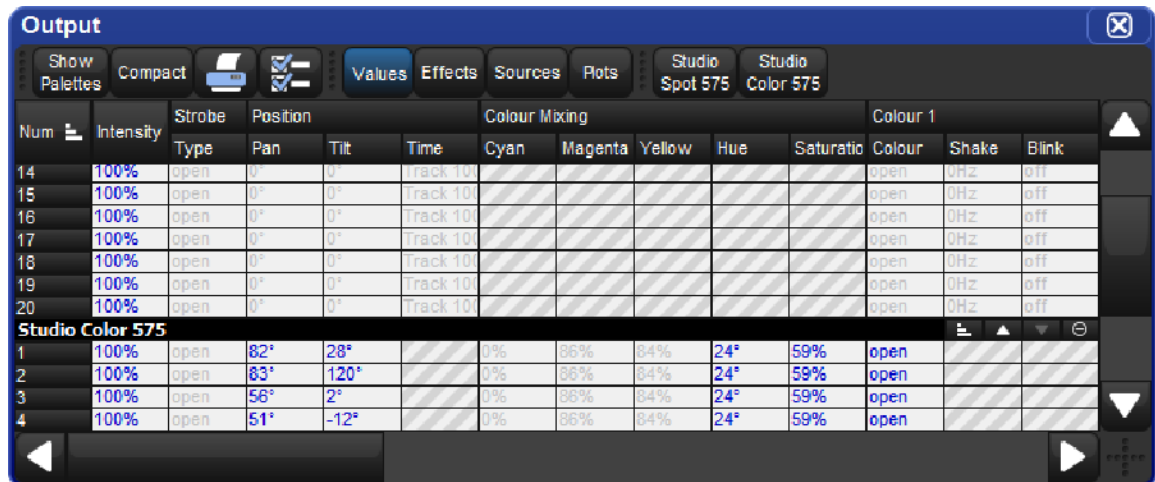 Output
Show Palettes Compact Values Effects Sources Plots Studio Spot 575 Studio Color 575
Num Intensity Strobe Position Colour Mixing Colour 1
Type Pan Tilt Time Cyan Magenta Yellow Hue Saturatio Colour Shake Blink
14 100% open 0° 0° Track 100 open 0Hz off
15 100% open 0° 0° Track 100 open 0Hz off
16 100% open 0° 0° Track 100 open 0Hz off
17 100% open 0° 0° Track 100 open 0Hz off
18 100% open 0° 0° Track 100 open 0Hz off
19 100% open 0° 0° Track 100 open 0Hz off
20 100% open 0° 0° Track 100 open 0Hz off
Studio Color 575
1 100% open 82° 28° 0% 86% 84% 24° 59% open
2 100% open 83° 120° 0% 86% 84% 24° 59% open
3 100% open 56° 2° 0% 86% 84% 24° 59% open
4 100% open 51° -12° 0% 86% 84% 24° 59% open